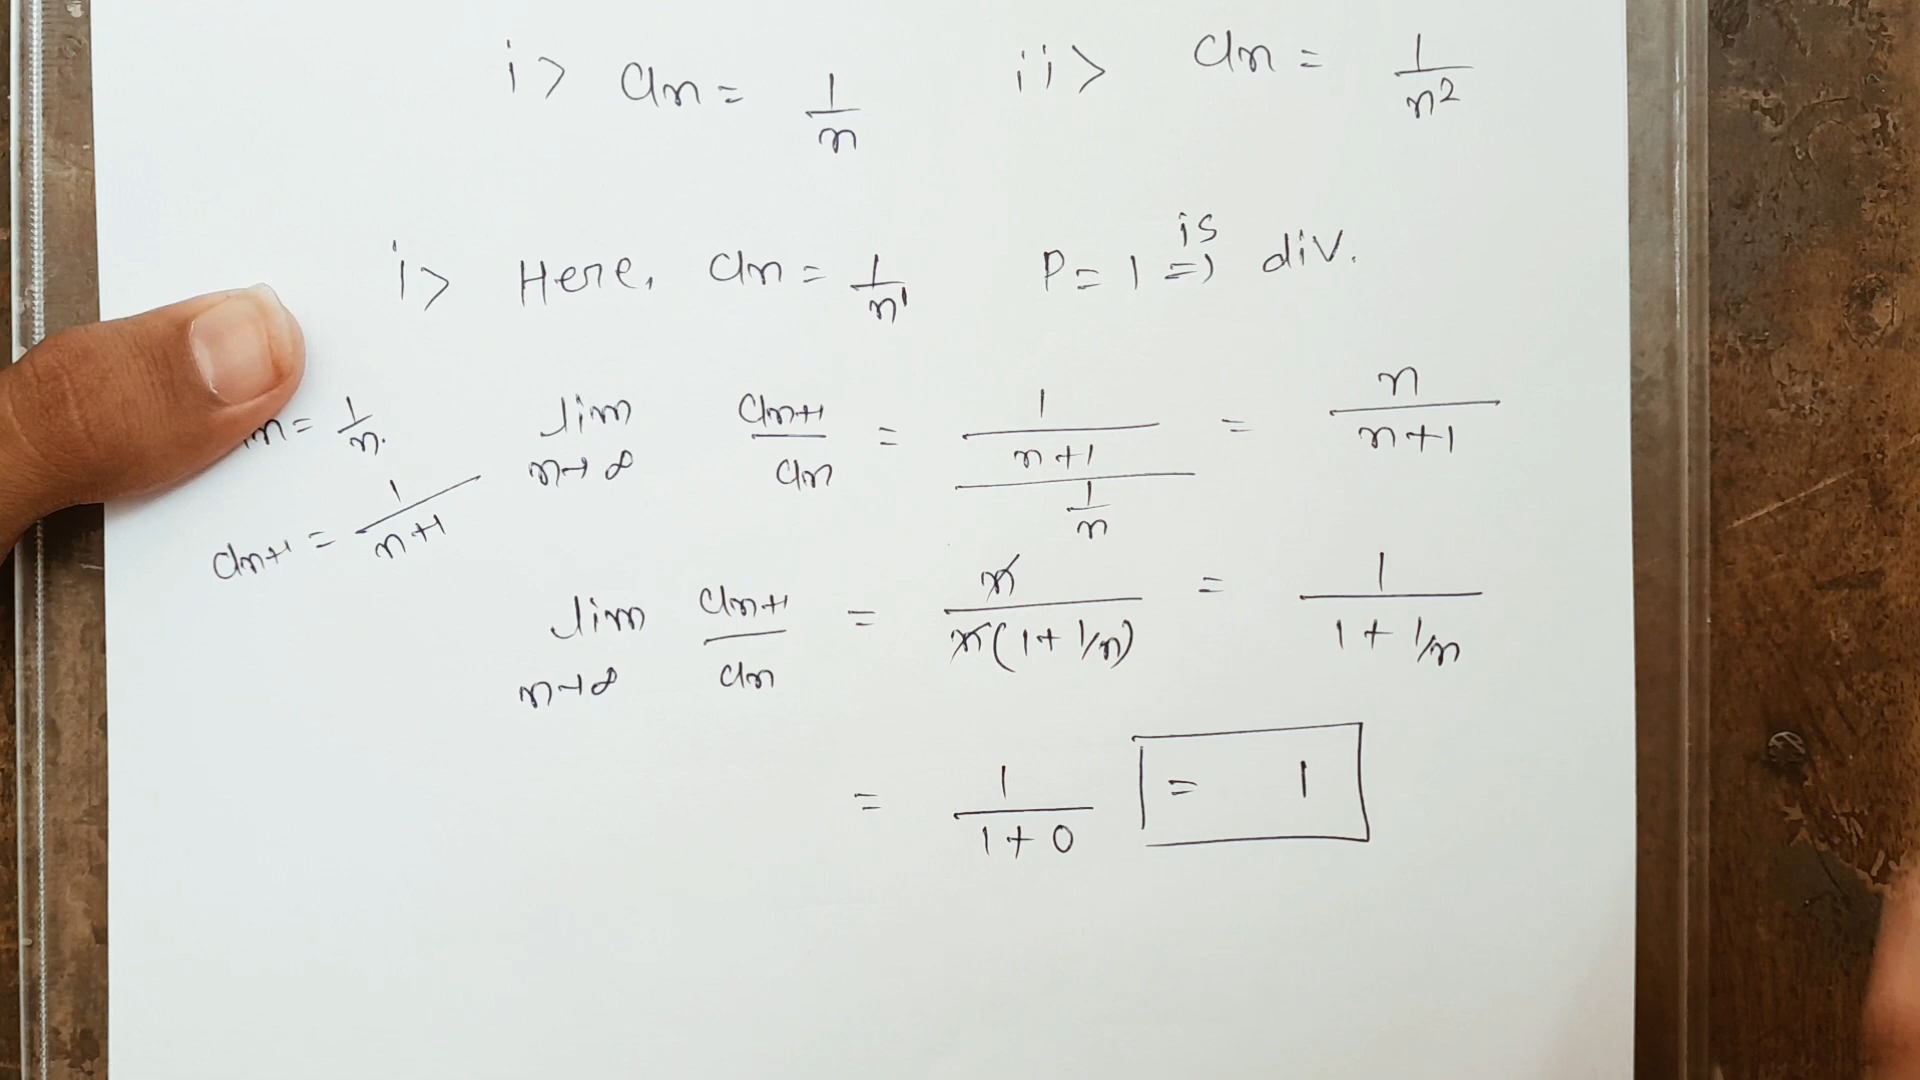 i> an = 1/n ii> an = 1/n²
i> Here, an = 1/n¹ P = 1 is => div.
n = 1/n. lim n→∞ an+1/an = (1/(n+1))/(1/n) = n/(n+1)
an+1 = 1/(n+1)
lim n→∞ an+1/an = n/(n(1+1/n)) = 1/(1+1/n)
= 1/(1+0) = 1